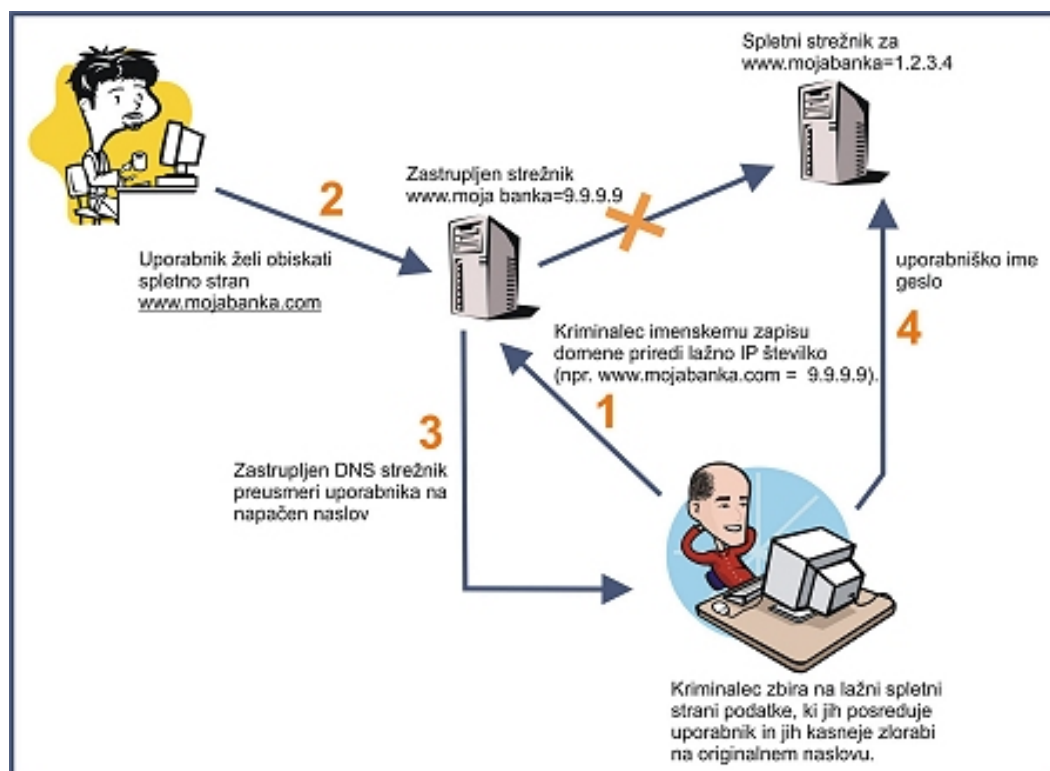 Spletni strežnik za
www.mojabanka=1.2.3.4
Zastrupljen strežnik
www.moja banka=9.9.9.9
2
Uporabnik želi obiskati
spletno stran
www.mojabanka.com
uporabniško ime
geslo
4
Kriminalec imenskemu zapisu
domene priredi lažno IP številko
(npr. www.mojabanka.com = 9.9.9.9).
1
3
Zastrupljen DNS strežnik
preusmeri uporabnika na
napačen naslov
Kriminalec zbira na lažni spletni
strani podatke, ki jih posreduje
uporabnik in jih kasneje zlorabi
na originalnem naslovu.